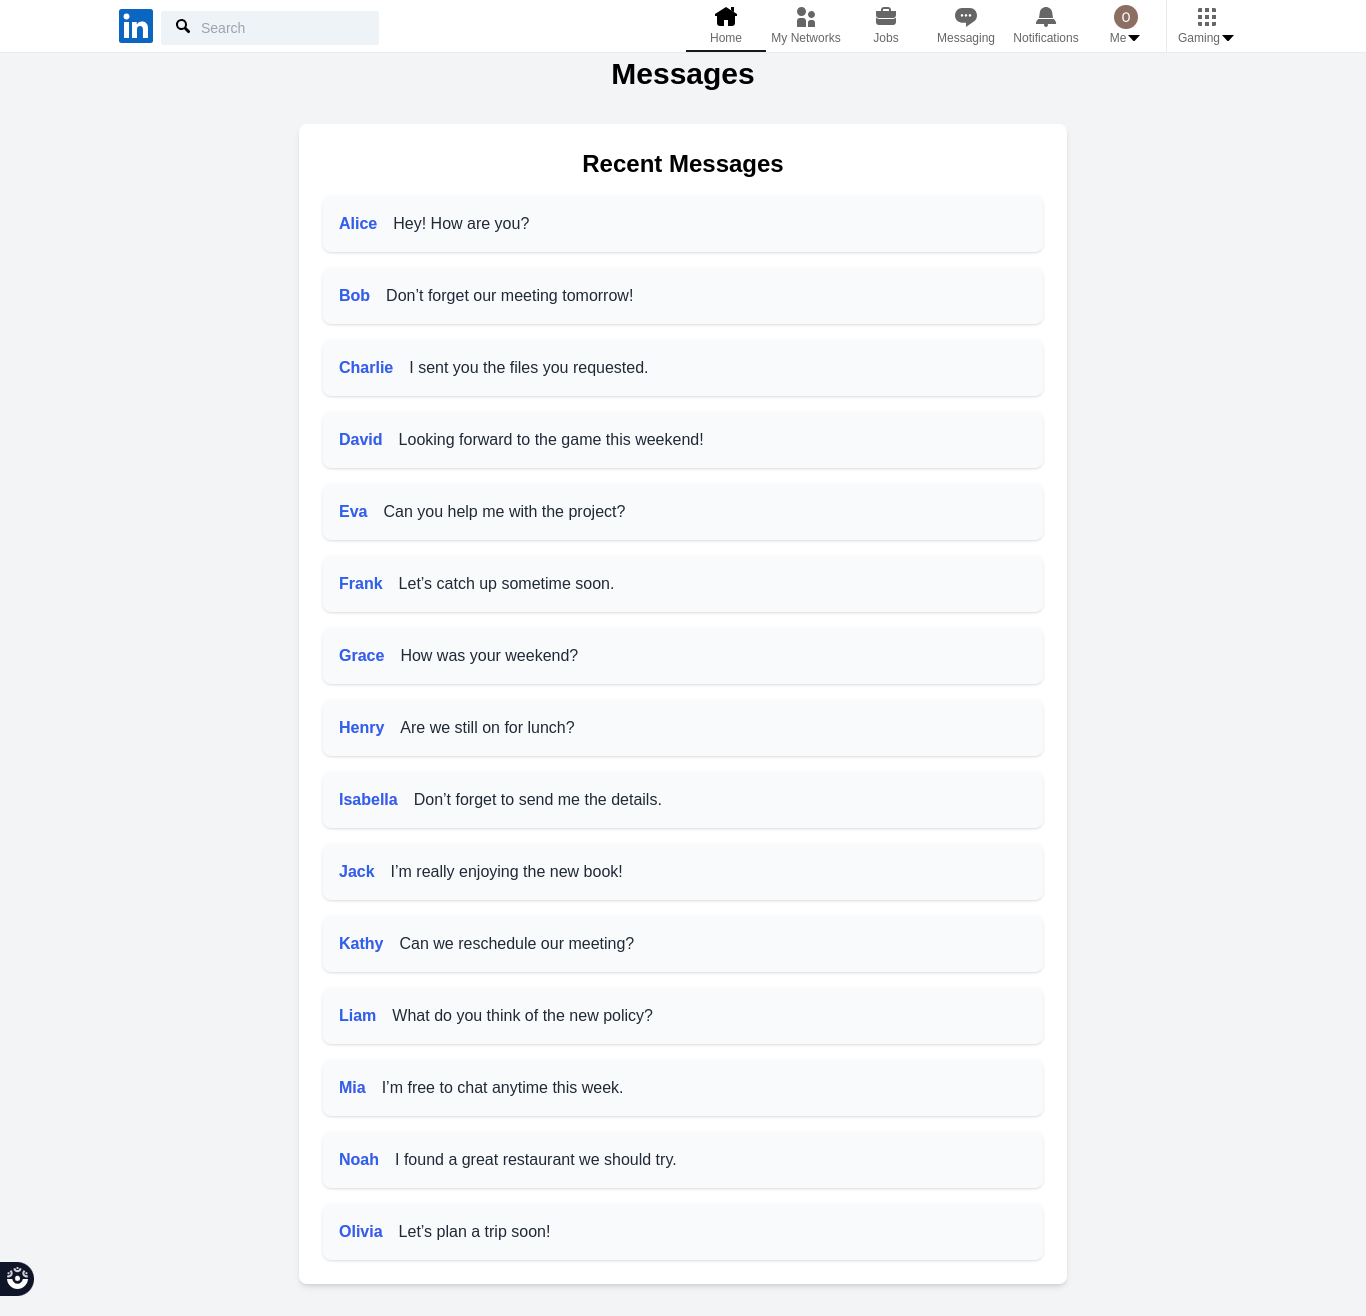 in Search Home My Networks Jobs Messaging Notifications O Me Gaming
Messages
Recent Messages
Alice Hey! How are you?
Bob Don’t forget our meeting tomorrow!
Charlie I sent you the files you requested.
David Looking forward to the game this weekend!
Eva Can you help me with the project?
Frank Let’s catch up sometime soon.
Grace How was your weekend?
Henry Are we still on for lunch?
Isabella Don’t forget to send me the details.
Jack I’m really enjoying the new book!
Kathy Can we reschedule our meeting?
Liam What do you think of the new policy?
Mia I’m free to chat anytime this week.
Noah I found a great restaurant we should try.
Olivia Let’s plan a trip soon!